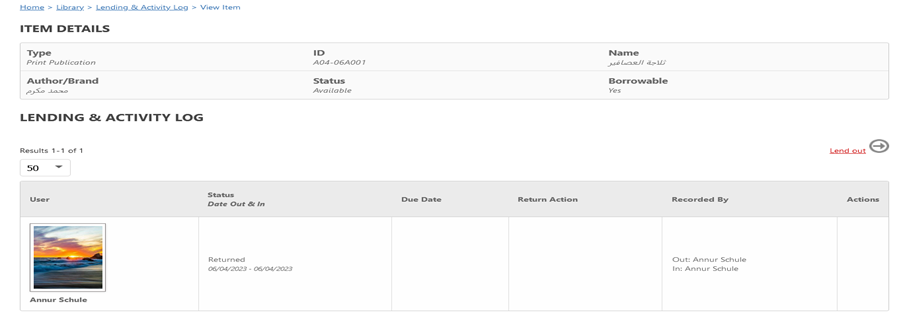 Home > Library > Lending & Activity Log > View Item
ITEM DETAILS
Type ID Name
Print Publication A04-06A001 ثلاجة العصافير
Author/Brand Status Borrowable
محمد مكرم Available Yes
LENDING & ACTIVITY LOG
Results 1-1 of 1
Lend out
50
User Status Due Date Return Action Recorded By Actions
Date Out & In
Returned Out: Annur Schule
06/04/2023 - 06/04/2023 In: Annur Schule
Annur Schule